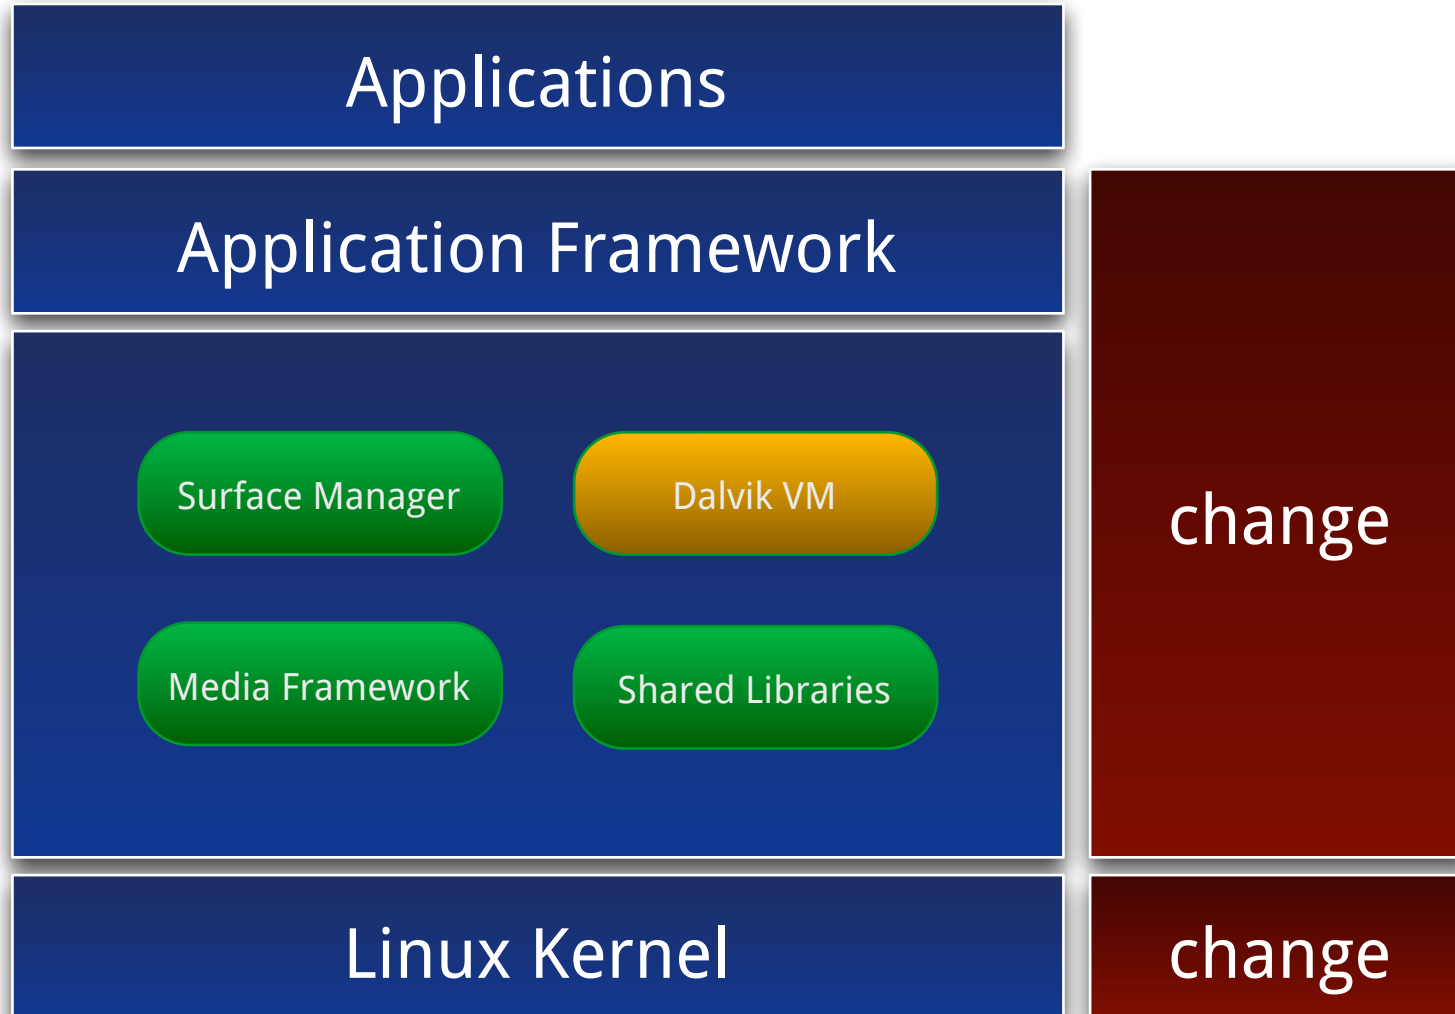 Applications
Application Framework
Surface Manager
Dalvik VM
change
Media Framework
Shared Libraries
Linux Kernel
change